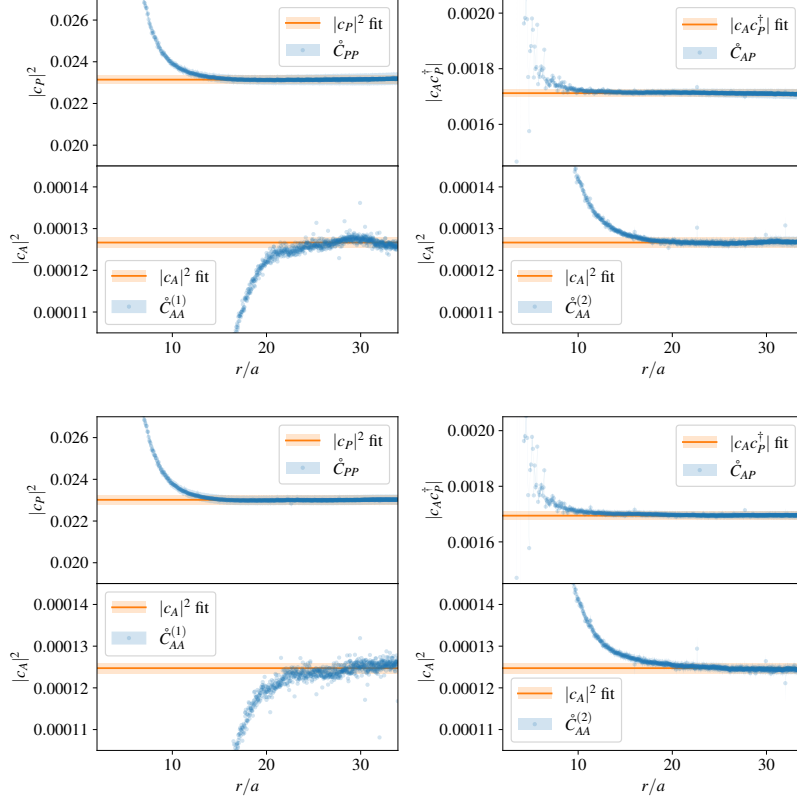 0.026
0.024
0.022
0.020
|c_P|^2
|c_P|^2 fit
C̊_PP
0.0020
0.0018
0.0016
|c_A c_P^†|
|c_A c_P^†| fit
C̊_AP
0.00014
0.00013
0.00012
0.00011
|c_A|^2
|c_A|^2 fit
C̊_AA^(1)
10 20 30
r/a
0.00014
0.00013
0.00012
0.00011
|c_A|^2
|c_A|^2 fit
C̊_AA^(2)
10 20 30
r/a
0.026
0.024
0.022
0.020
|c_P|^2
|c_P|^2 fit
C̊_PP
0.0020
0.0018
0.0016
|c_A c_P^†|
|c_A c_P^†| fit
C̊_AP
0.00014
0.00013
0.00012
0.00011
|c_A|^2
|c_A|^2 fit
C̊_AA^(1)
10 20 30
r/a
0.00014
0.00013
0.00012
0.00011
|c_A|^2
|c_A|^2 fit
C̊_AA^(2)
10 20 30
r/a